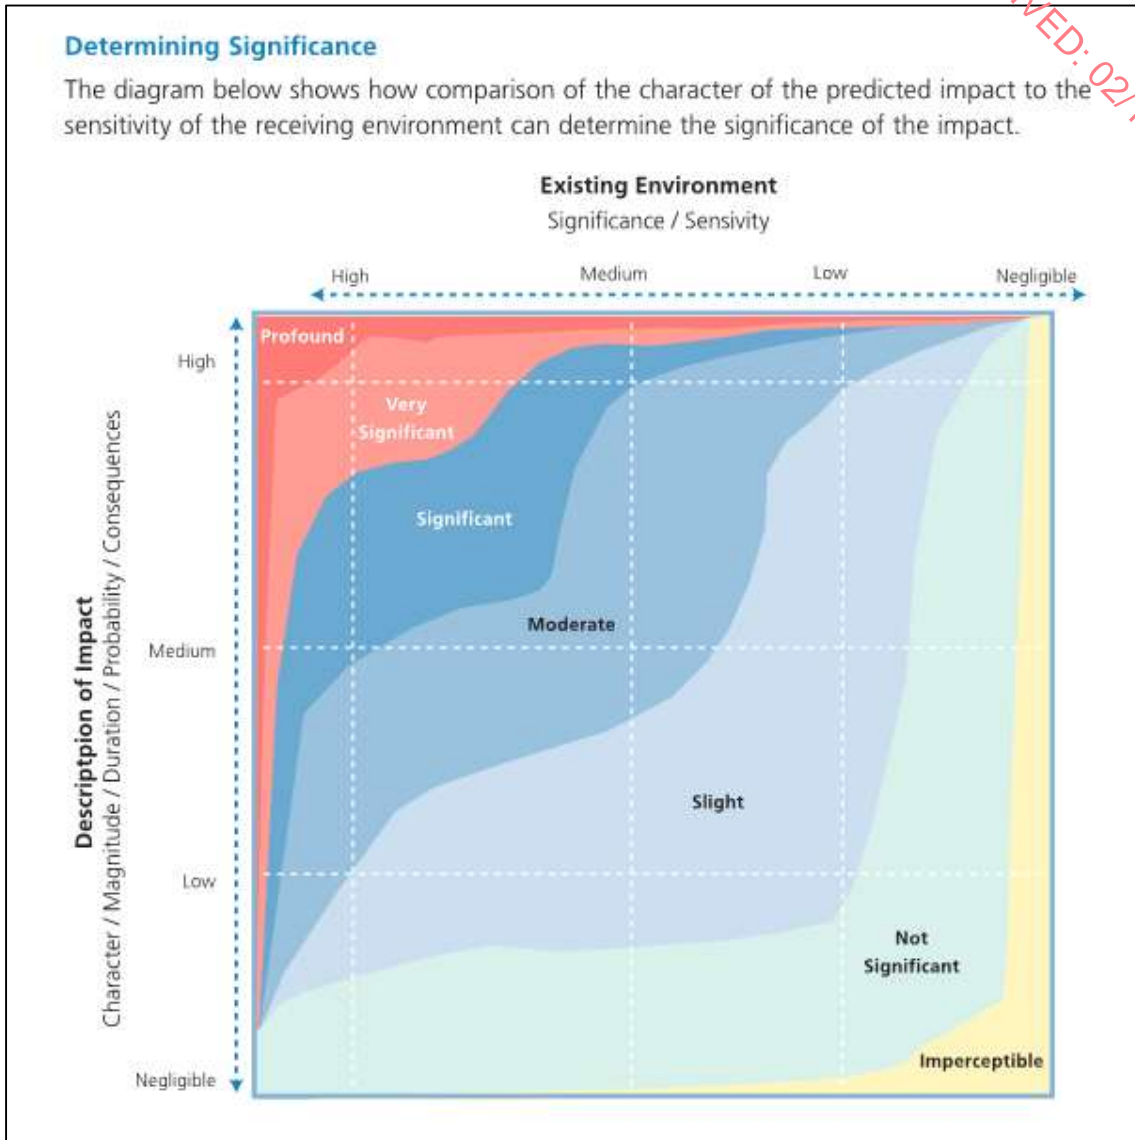 VED: 02/
Determining Significance
The diagram below shows how comparison of the character of the predicted impact to the
sensitivity of the receiving environment can determine the significance of the impact.
Existing Environment
Significance / Sensivity
High
Medium
Low
Negligible
Profound
High
Very
Significant
Significant
Moderate
Medium
Slight
Low
Not
Significant
Imperceptible
Negligible
Descriptpion of Impact
Character / Magnitude / Duration / Probability / Consequences